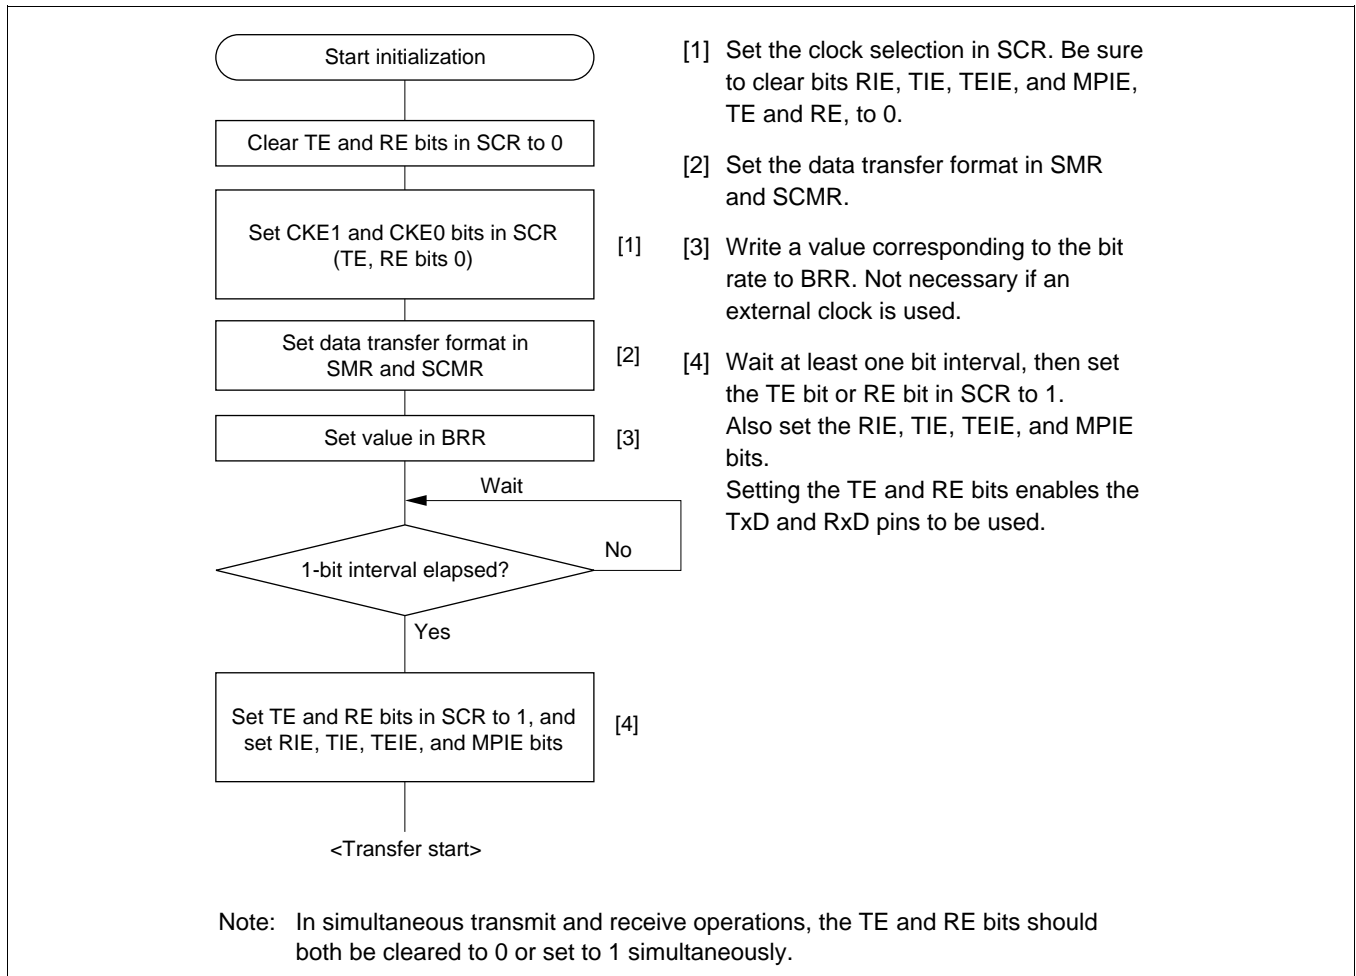 Start initialization
Clear TE and RE bits in SCR to 0
Set CKE1 and CKE0 bits in SCR
(TE, RE bits 0)
[1]
Set data transfer format in
SMR and SCMR
[2]
Set value in BRR
[3]
Wait
No
1-bit interval elapsed?
Yes
Set TE and RE bits in SCR to 1, and
set RIE, TIE, TEIE, and MPIE bits
[4]
<Transfer start>
[1] Set the clock selection in SCR. Be sure
to clear bits RIE, TIE, TEIE, and MPIE,
TE and RE, to 0.
[2] Set the data transfer format in SMR
and SCMR.
[3] Write a value corresponding to the bit
rate to BRR. Not necessary if an
external clock is used.
[4] Wait at least one bit interval, then set
the TE bit or RE bit in SCR to 1.
Also set the RIE, TIE, TEIE, and MPIE
bits.
Setting the TE and RE bits enables the
TxD and RxD pins to be used.
Note: In simultaneous transmit and receive operations, the TE and RE bits should
both be cleared to 0 or set to 1 simultaneously.